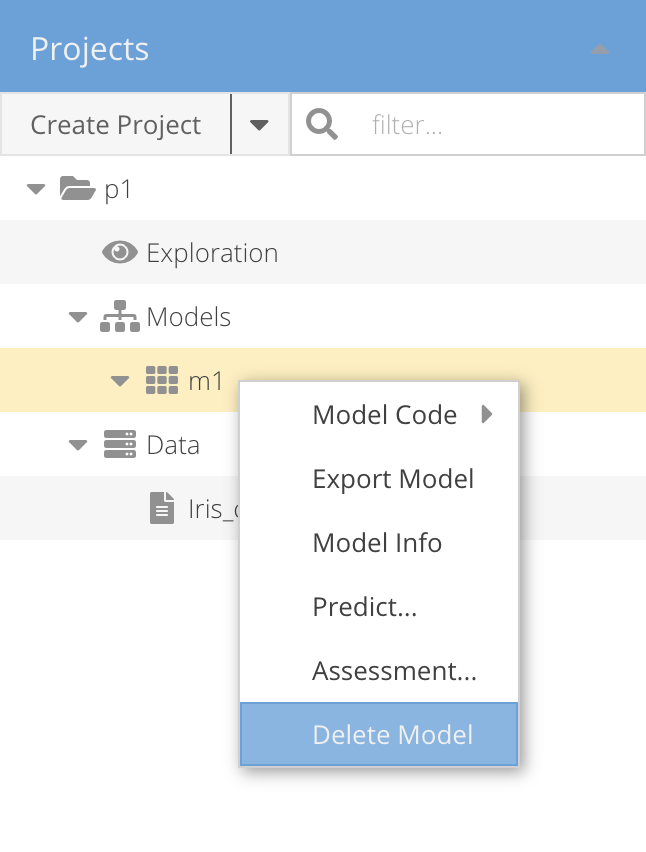 Projects
Create Project
filter...
p1
Exploration
Models
m1
Model Code
Data
Export Model
Iris_
Model Info
Predict...
Assessment...
Delete Model